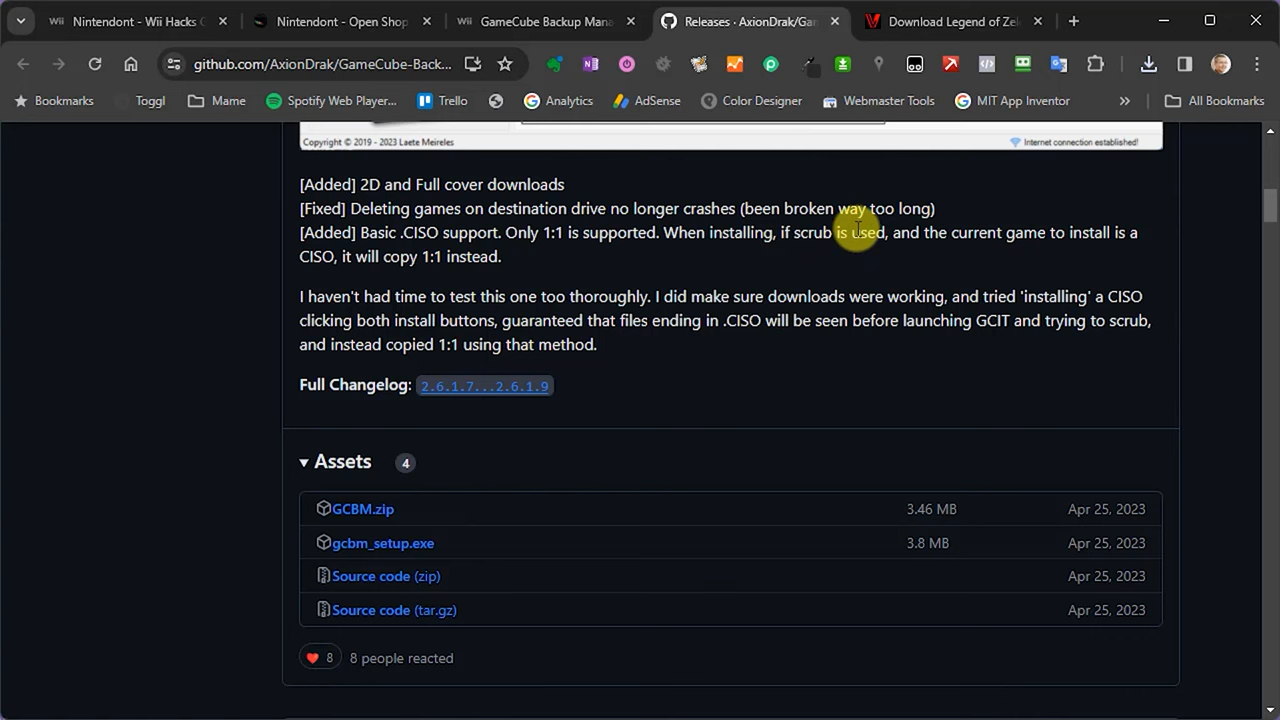 Nintendont - Wii Hacks G
Nintendont - Open Shop
GameCube Backup Mana
Releases · AxionDrak/Gam
Download Legend of Zel
github.com/AxionDrak/GameCube-Back...
Bookmarks
Toggl
Mame
Spotify Web Player...
Trello
Analytics
AdSense
Color Designer
Webmaster Tools
MIT App Inventor
All Bookmarks
Copyright © 2019 - 2023 Laete Meireles
Internet connection established!
[Added] 2D and Full cover downloads
[Fixed] Deleting games on destination drive no longer crashes (been broken way too long)
[Added] Basic .CISO support. Only 1:1 is supported. When installing, if scrub is used, and the current game to install is a
CISO, it will copy 1:1 instead.
I haven't had time to test this one too thoroughly. I did make sure downloads were working, and tried 'installing' a CISO
clicking both install buttons, guaranteed that files ending in .CISO will be seen before launching GCIT and trying to scrub,
and instead copied 1:1 using that method.
Full Changelog: 2.6.1.7...2.6.1.9
Assets 4
GCBM.zip 3.46 MB Apr 25, 2023
gcbm_setup.exe 3.8 MB Apr 25, 2023
Source code (zip) Apr 25, 2023
Source code (tar.gz) Apr 25, 2023
8 8 people reacted